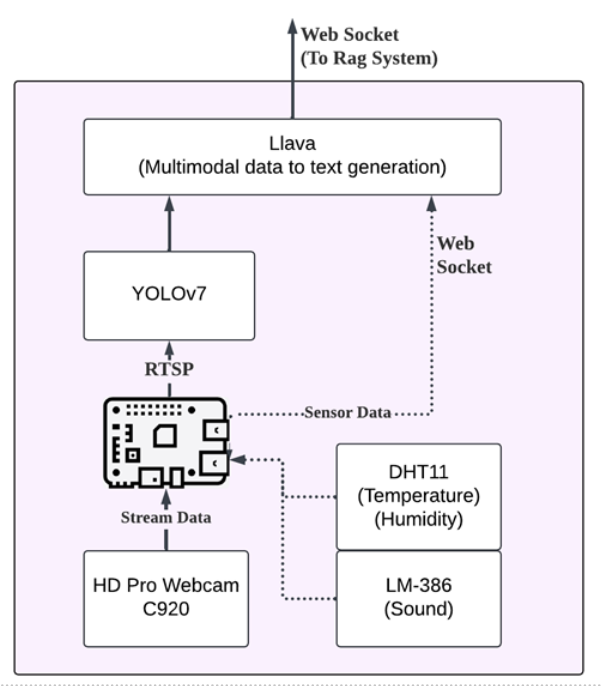 Web Socket
(To Rag System)
Llava
(Multimodal data to text generation)
Web
Socket
YOLOv7
RTSP
Sensor Data
DHT11
(Temperature)
(Humidity)
Stream Data
HD Pro Webcam
C920
LM-386
(Sound)